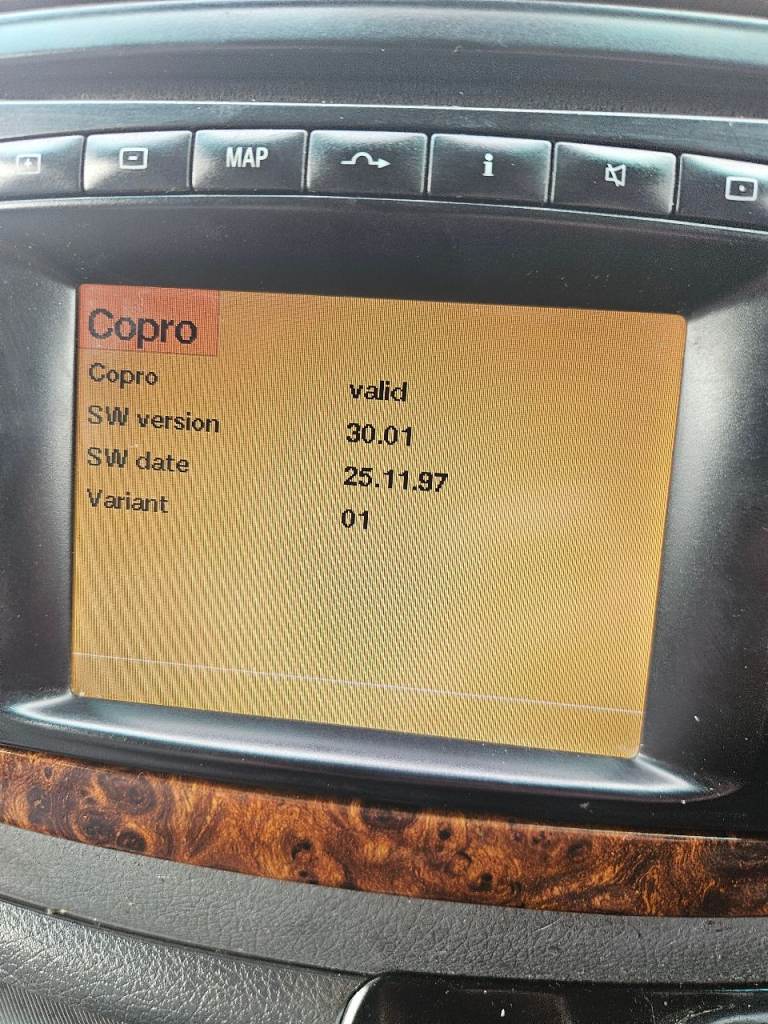 MAP i
Copro
Copro valid
SW version 30.01
SW date 25.11.97
Variant 01